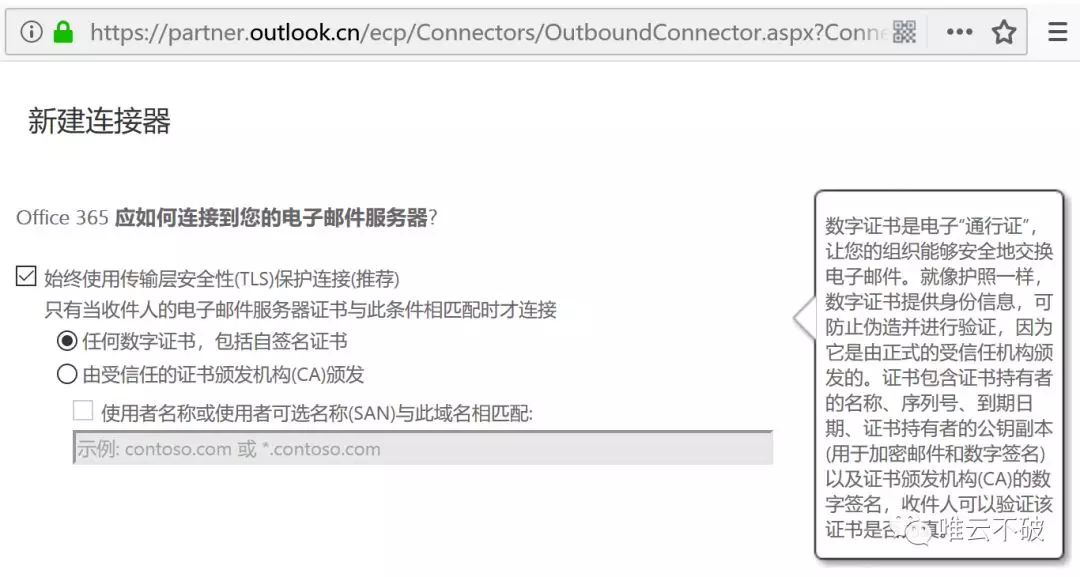 https://partner.outlook.cn/ecp/Connectors/OutboundConnector.aspx?Conne
新建连接器
Office 365 应如何连接到您的电子邮件服务器?
始终使用传输层安全性(TLS)保护连接(推荐)
只有当收件人的电子邮件服务器证书与此条件相匹配时才连接
任何数字证书，包括自签名证书
由受信任的证书颁发机构(CA)颁发
使用者名称或使用者可选名称(SAN)与此域名相匹配:
示例: contoso.com 或 *.contoso.com
数字证书是电子“通行证”，
让您的组织能够安全地交换
电子邮件。就像护照一样，
数字证书提供身份信息，可
防止伪造并进行验证，因为
它是由正式的受信任机构颁
发的。证书包含证书持有者
的名称、序列号、到期日
期、证书持有者的公钥副本
(用于加密邮件和数字签名)
以及证书颁发机构(CA)的数
字签名，收件人可以验证该
证书是否真。
唯云不破